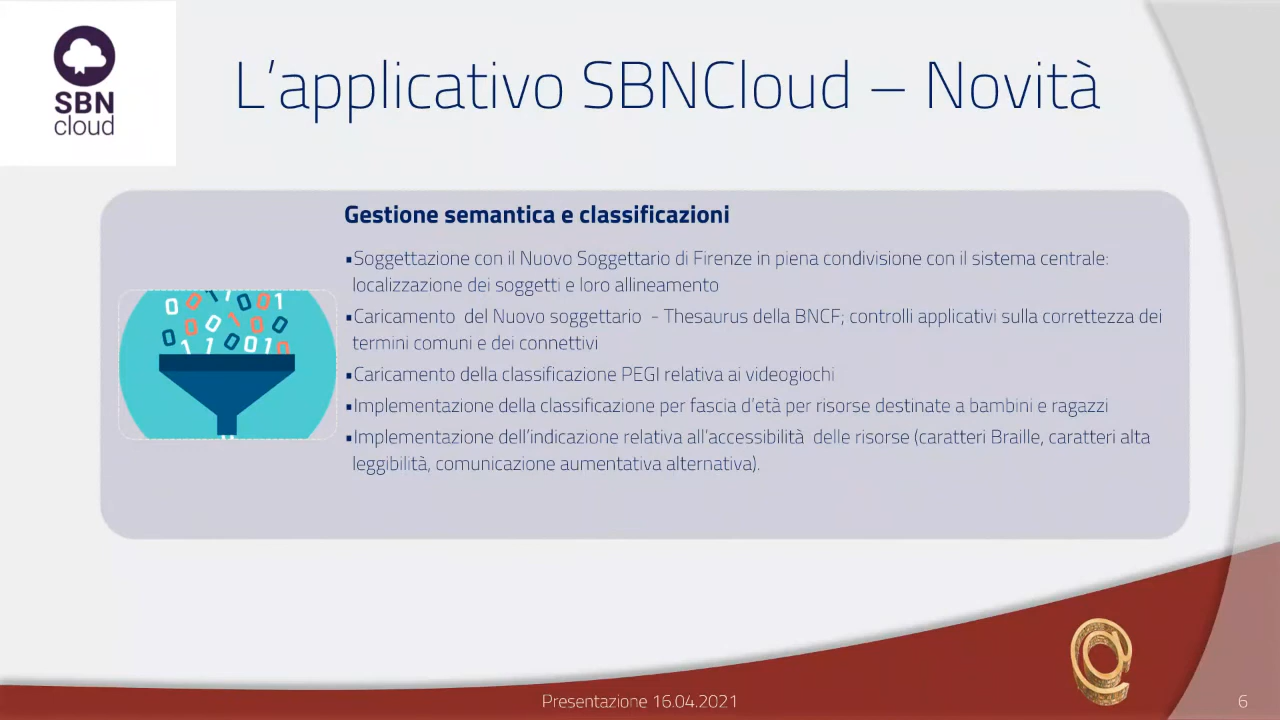 SBN
cloud
L'applicativo SBNCloud – Novità
Gestione semantica e classificazioni
▪Soggettazione con il Nuovo Soggettario di Firenze in piena condivisione con il sistema centrale:
localizzazione dei soggetti e loro allineamento
▪Caricamento del Nuovo soggettario - Thesaurus della BNCF; controlli applicativi sulla correttezza dei
termini comuni e dei connettivi
▪Caricamento della classificazione PEGI relativa ai videogiochi
▪Implementazione della classificazione per fascia d'età per risorse destinate a bambini e ragazzi
▪Implementazione dell'indicazione relativa all'accessibilità delle risorse (caratteri Braille, caratteri alta
leggibilità, comunicazione aumentativa alternativa).
Presentazione 16.04.2021
6